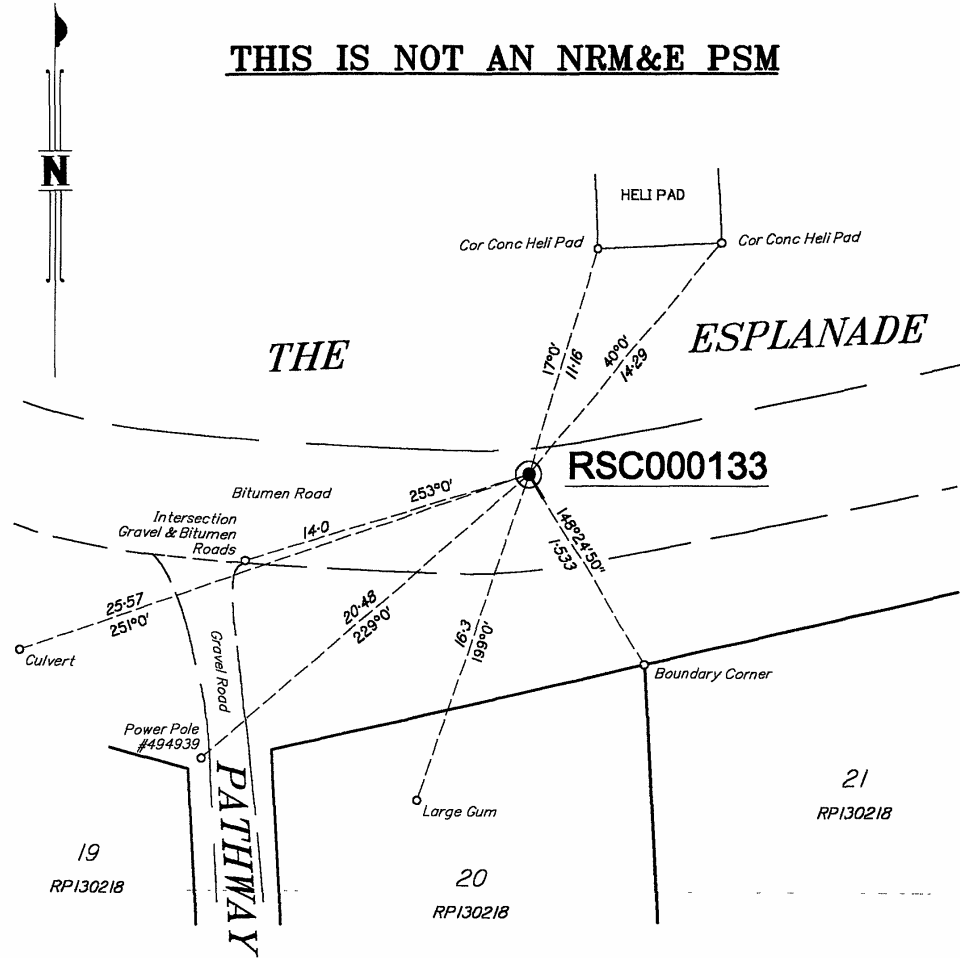 THIS IS NOT AN NRM&E PSM
N
HELI PAD
Cor Conc Heli Pad
Cor Conc Heli Pad
THE
ESPLANADE
17°0'
11·16
40°0'
14·29
RSC000133
Bitumen Road
253°0'
14·0
Intersection
Gravel & Bitumen
Roads
148°24'50"
1·533
25·57
251°0'
20·48
229°0'
16·3
199°0'
Culvert
Gravel Road
Boundary Corner
Power Pole
#494939
PATHWAY
Large Gum
21
RP130218
19
RP130218
20
RP130218